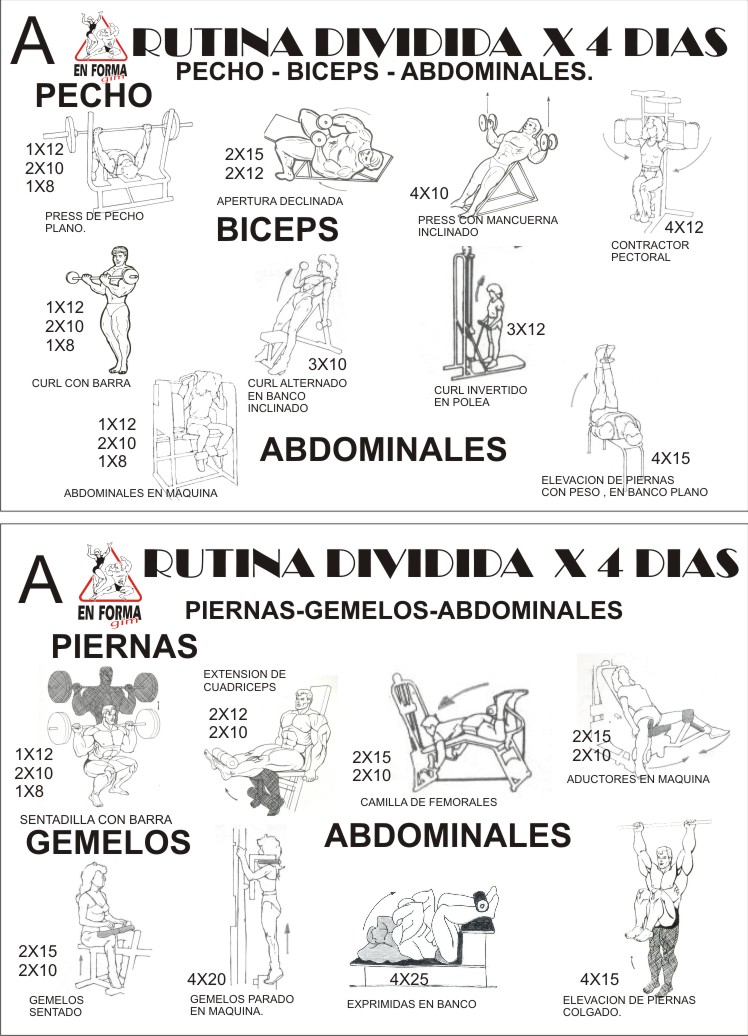 A
EN FORMA
gim
RUTINA DIVIDIDA X 4 DIAS
PECHO - BICEPS - ABDOMINALES.
PECHO
1X12
2X10
1X8
PRESS DE PECHO
PLANO.
2X15
2X12
APERTURA DECLINADA
4X10
PRESS CON MANCUERNA
INCLINADO
4X12
CONTRACTOR
PECTORAL
BICEPS
1X12
2X10
1X8
CURL CON BARRA
3X10
CURL ALTERNADO
EN BANCO
INCLINADO
3X12
CURL INVERTIDO
EN POLEA
ABDOMINALES
1X12
2X10
1X8
ABDOMINALES EN MAQUINA
4X15
ELEVACION DE PIERNAS
CON PESO , EN BANCO PLANO
A
EN FORMA
gim
RUTINA DIVIDIDA X 4 DIAS
PIERNAS-GEMELOS-ABDOMINALES
PIERNAS
1X12
2X10
1X8
SENTADILLA CON BARRA
EXTENSION DE
CUADRICEPS
2X12
2X10
2X15
2X10
CAMILLA DE FEMORALES
2X15
2X10
ADUCTORES EN MAQUINA
GEMELOS
2X15
2X10
GEMELOS
SENTADO
4X20
GEMELOS PARADO
EN MAQUINA.
ABDOMINALES
4X25
EXPRIMIDAS EN BANCO
4X15
ELEVACION DE PIERNAS
COLGADO.